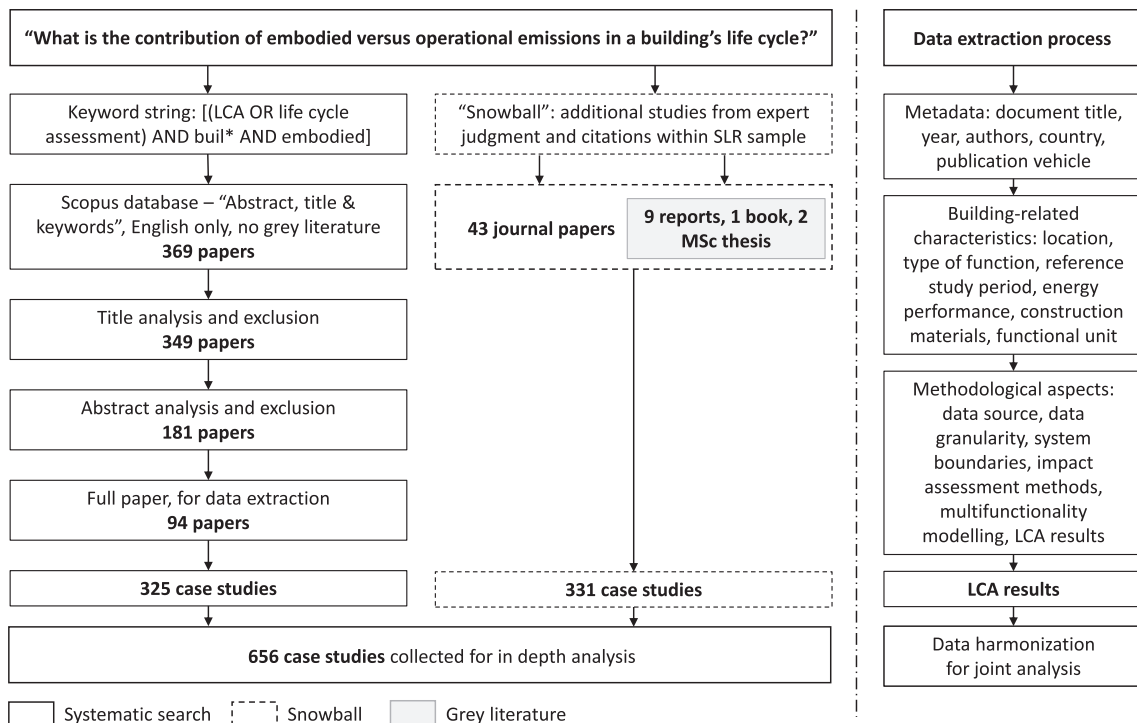 “What is the contribution of embodied versus operational emissions in a building’s life cycle?”
Keyword string: [(LCA OR life cycle
assessment) AND buil* AND embodied]
Scopus database – “Abstract, title &
keywords”, English only, no grey literature
369 papers
Title analysis and exclusion
349 papers
Abstract analysis and exclusion
181 papers
Full paper, for data extraction
94 papers
325 case studies
“Snowball”: additional studies from expert
judgment and citations within SLR sample
43 journal papers
9 reports, 1 book, 2
MSc thesis
331 case studies
656 case studies collected for in depth analysis
Systematic search
Snowball
Grey literature
Data extraction process
Metadata: document title,
year, authors, country,
publication vehicle
Building-related
characteristics: location,
type of function, reference
study period, energy
performance, construction
materials, functional unit
Methodological aspects:
data source, data
granularity, system
boundaries, impact
assessment methods,
multifunctionality
modelling, LCA results
LCA results
Data harmonization
for joint analysis